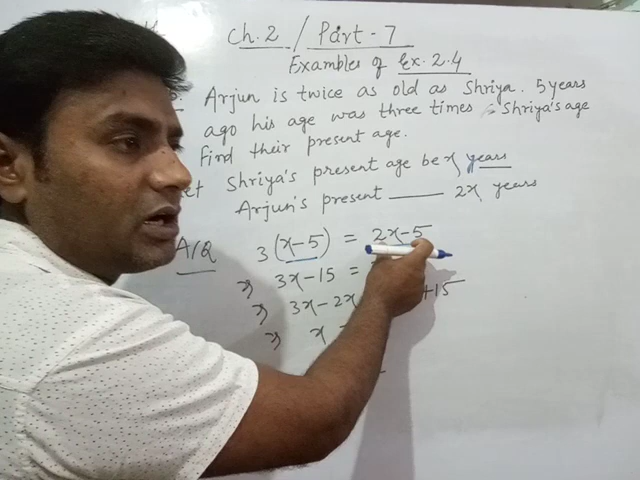 Ch.2 / Part-7
Examples of Ex. 2.4
Arjun is twice as old as Shriya. 5 years
ago his age was three times Shriya's age
Find their present age.
Shriya's present age be x years
Arjun's present ——— 2x years
A/Q 3(x-5) = 2x-5
⇒ 3x-15 =
⇒ 3x-2x +15
⇒ x